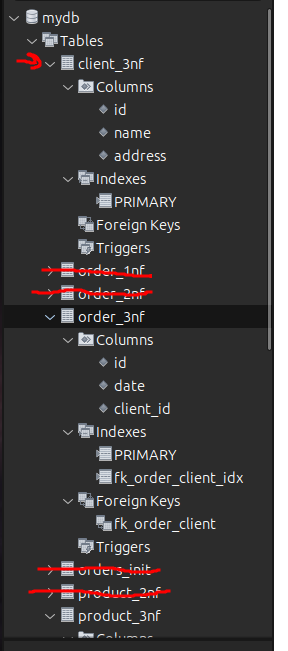 mydb
Tables
client_3nf
Columns
id
name
address
Indexes
PRIMARY
Foreign Keys
Triggers
order_1nf
order_2nf
order_3nf
Columns
id
date
client_id
Indexes
PRIMARY
fk_order_client_idx
Foreign Keys
fk_order_client
Triggers
orders_init
product_2nf
product_3nf
Columns